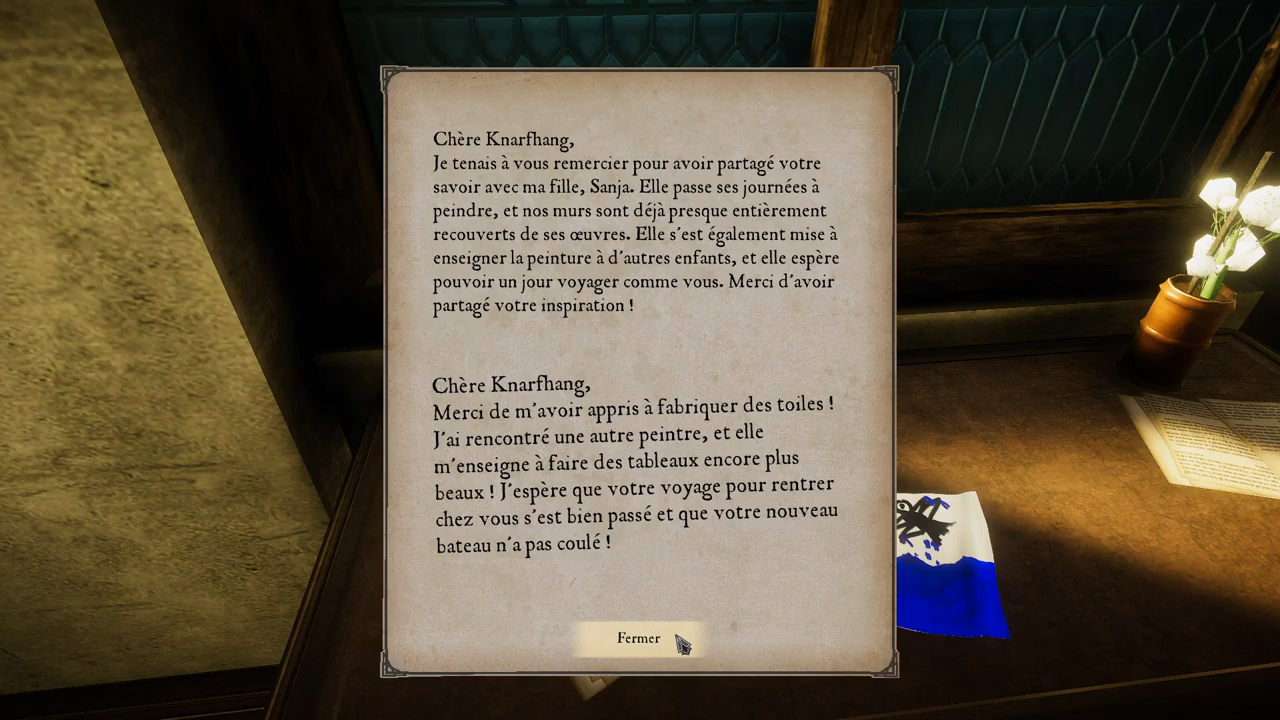 Chère Knarfhang,
Je tenais à vous remercier pour avoir partagé votre
savoir avec ma fille, Sanja. Elle passe ses journées à
peindre, et nos murs sont déjà presque entièrement
recouverts de ses œuvres. Elle s'est également mise à
enseigner la peinture à d'autres enfants, et elle espère
pouvoir un jour voyager comme vous. Merci d'avoir
partagé votre inspiration !
Chère Knarfhang,
Merci de m'avoir appris à fabriquer des toiles !
J'ai rencontré une autre peintre, et elle
m'enseigne à faire des tableaux encore plus
beaux ! J'espère que votre voyage pour rentrer
chez vous s'est bien passé et que votre nouveau
bateau n'a pas coulé !
Fermer